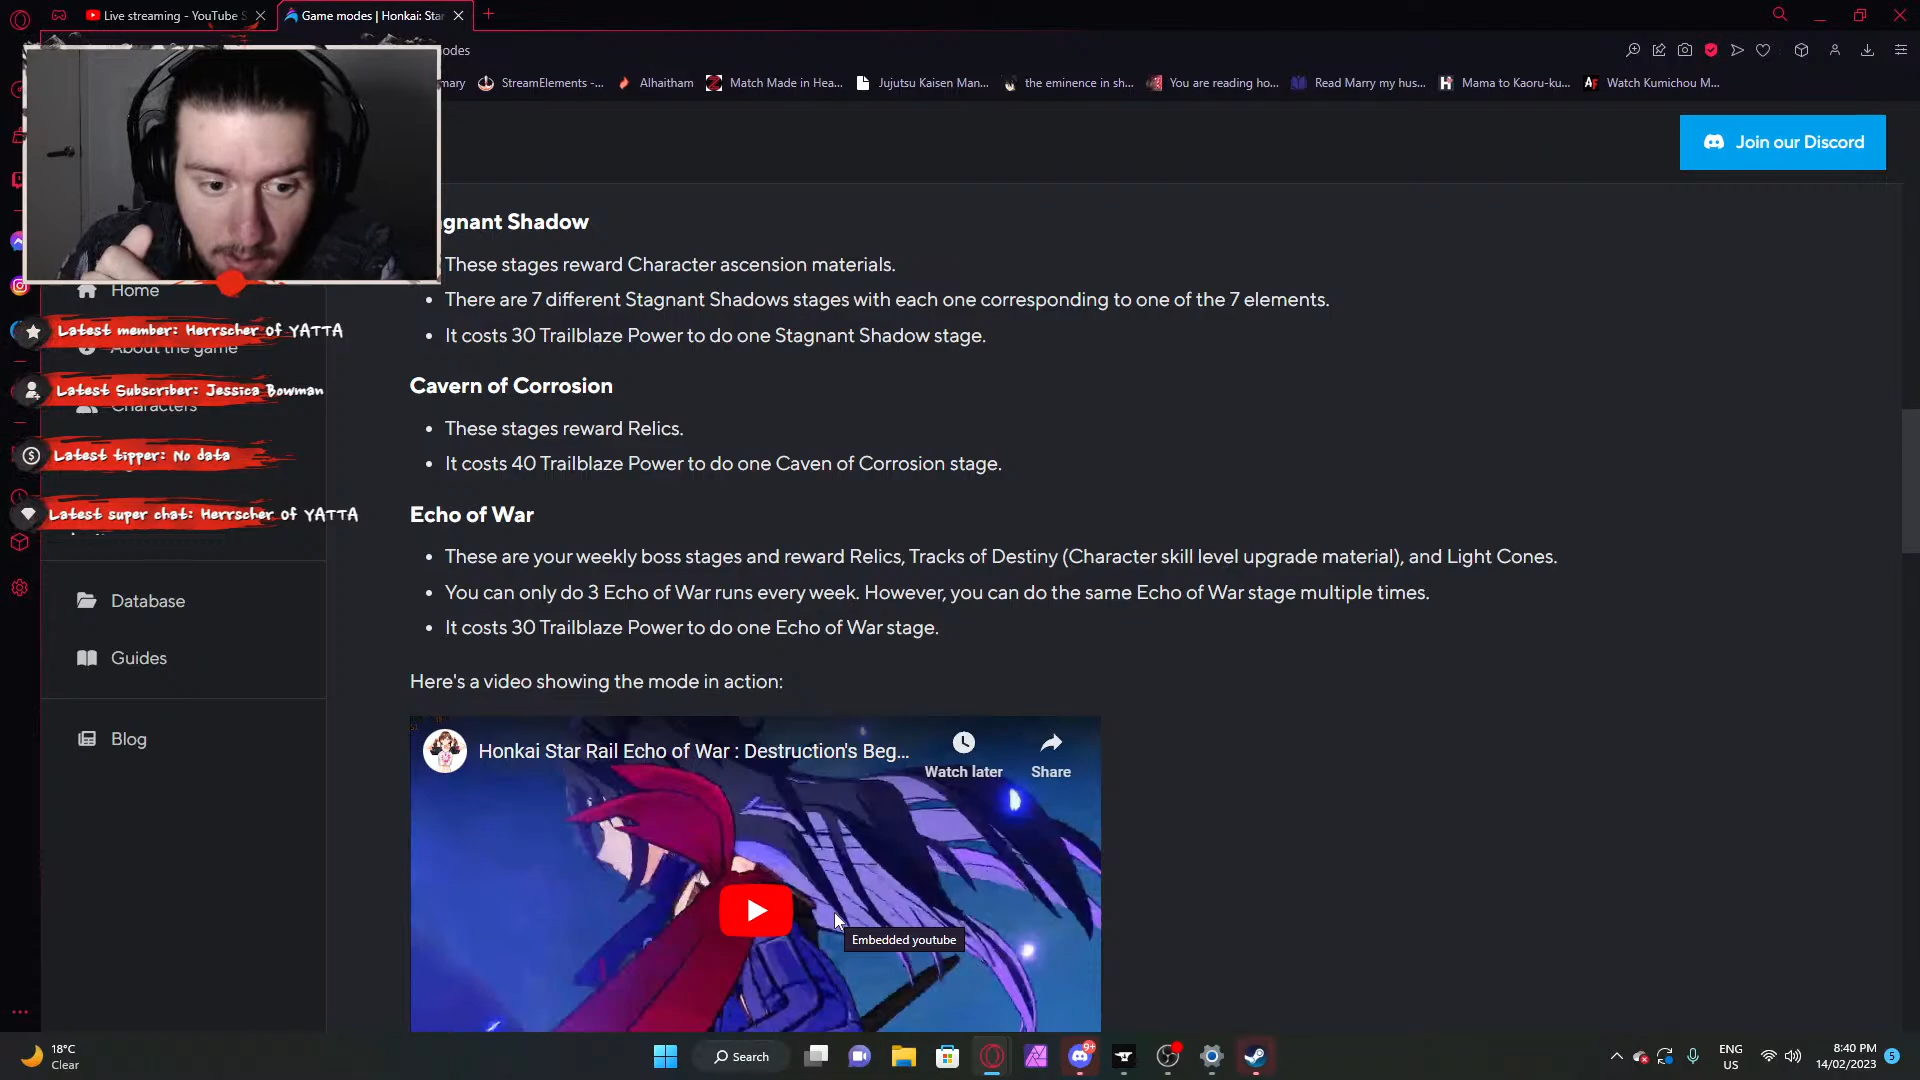 Live streaming - YouTube S
Game modes | Honkai: Star
odes
mary
StreamElements -...
Alhaitham
Match Made in Hea...
Jujutsu Kaisen Man...
the eminence in sh...
You are reading ho...
Read Marry my hus...
Mama to Kaoru-ku...
Watch Kumichou M...
Join our Discord
gnant Shadow
These stages reward Character ascension materials.
• There are 7 different Stagnant Shadows stages with each one corresponding to one of the 7 elements.
• It costs 30 Trailblaze Power to do one Stagnant Shadow stage.
Cavern of Corrosion
• These stages reward Relics.
• It costs 40 Trailblaze Power to do one Caven of Corrosion stage.
Echo of War
• These are your weekly boss stages and reward Relics, Tracks of Destiny (Character skill level upgrade material), and Light Cones.
• You can only do 3 Echo of War runs every week. However, you can do the same Echo of War stage multiple times.
• It costs 30 Trailblaze Power to do one Echo of War stage.
Here's a video showing the mode in action:
Honkai Star Rail Echo of War : Destruction's Beg...
Watch later
Share
Embedded youtube
Home
Latest member: Herrscher of YATTA
About the game
Latest Subscriber: Jessica Bowman
Characters
Latest tipper: No data
Latest super chat: Herrscher of YATTA
Database
Guides
Blog
18°C
Clear
Search
9+
ENG
US
8:40 PM
14/02/2023
5